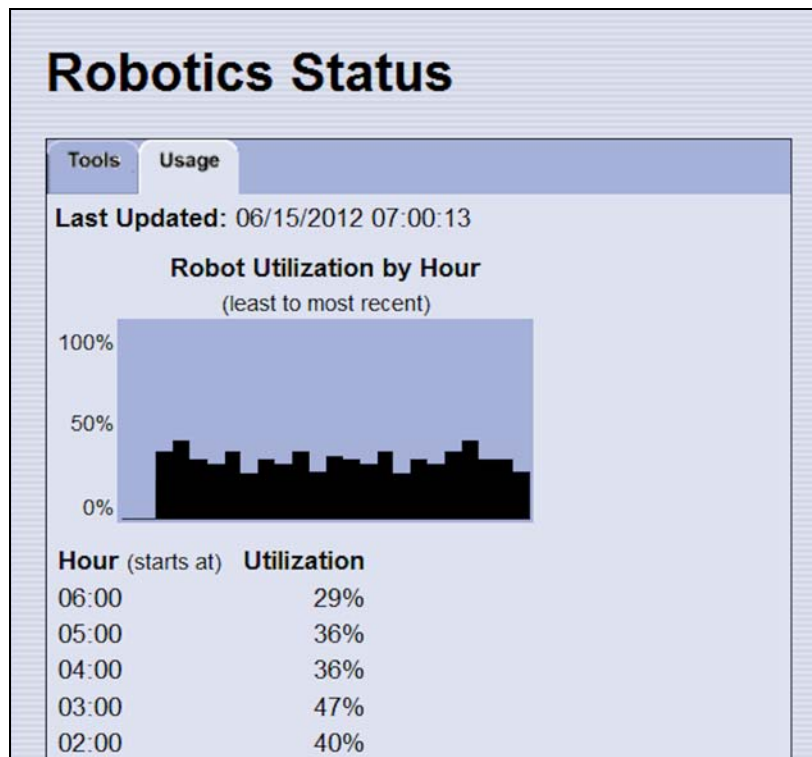 Robotics Status
Tools Usage
Last Updated: 06/15/2012 07:00:13
Robot Utilization by Hour
(least to most recent)
100%
50%
0%
Hour (starts at) Utilization
06:00 29%
05:00 36%
04:00 36%
03:00 47%
02:00 40%